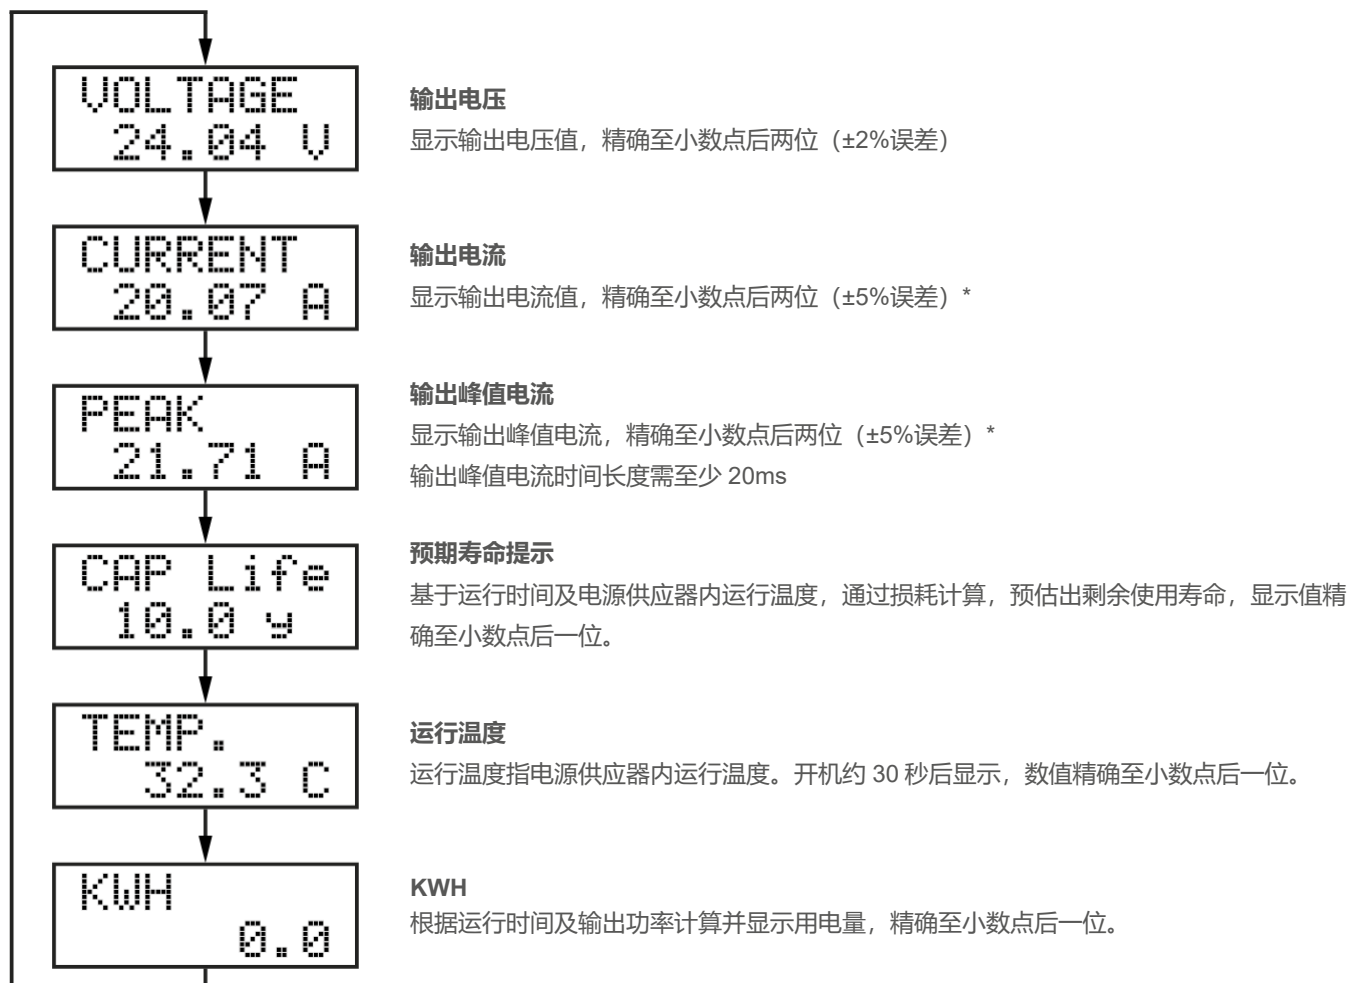 VOLTAGE
24.04 V
输出电压
显示输出电压值，精确至小数点后两位（±2%误差）
CURRENT
20.07 A
输出电流
显示输出电流值，精确至小数点后两位（±5%误差）*
PEAK
21.71 A
输出峰值电流
显示输出峰值电流，精确至小数点后两位（±5%误差）*
输出峰值电流时间长度需至少 20ms
CAP Life
10.0 y
预期寿命提示
基于运行时间及电源供应器内运行温度，通过损耗计算，预估出剩余使用寿命，显示值精
确至小数点后一位。
TEMP.
32.3 C
运行温度
运行温度指电源供应器内运行温度。开机约 30 秒后显示，数值精确至小数点后一位。
KWH
0.0
KWH
根据运行时间及输出功率计算并显示用电量，精确至小数点后一位。